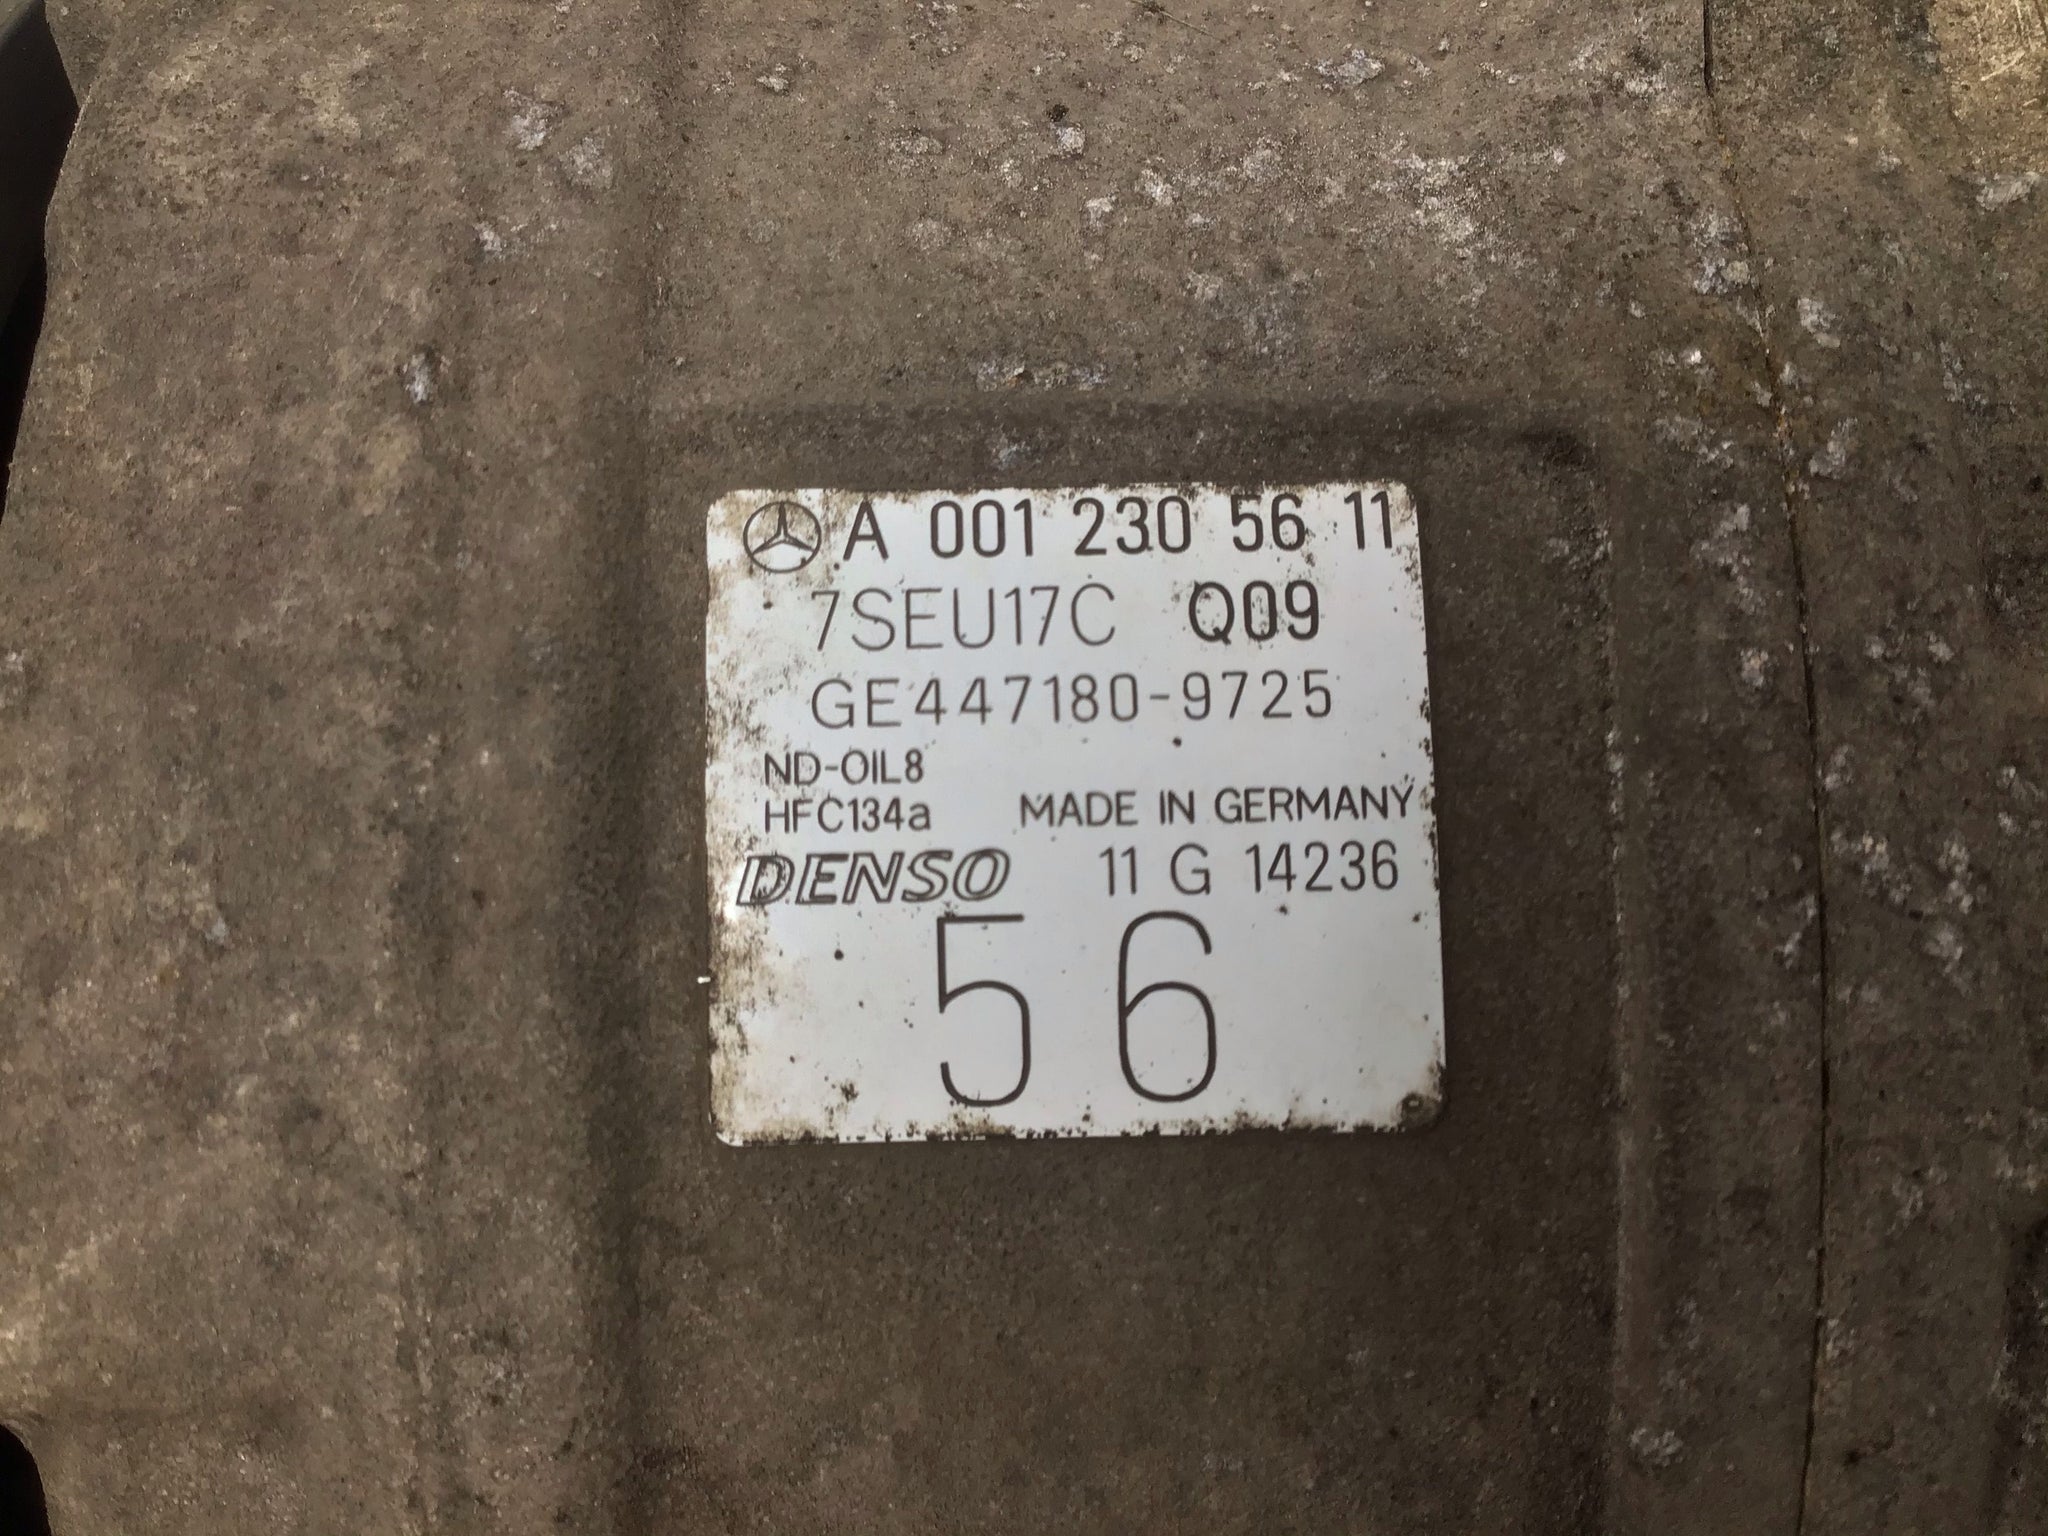 A 001 230 56 11
7SEU17C Q09
GE447180-9725
ND-OIL8
HFC134a MADE IN GERMANY
DENSO 11 G 14236
56